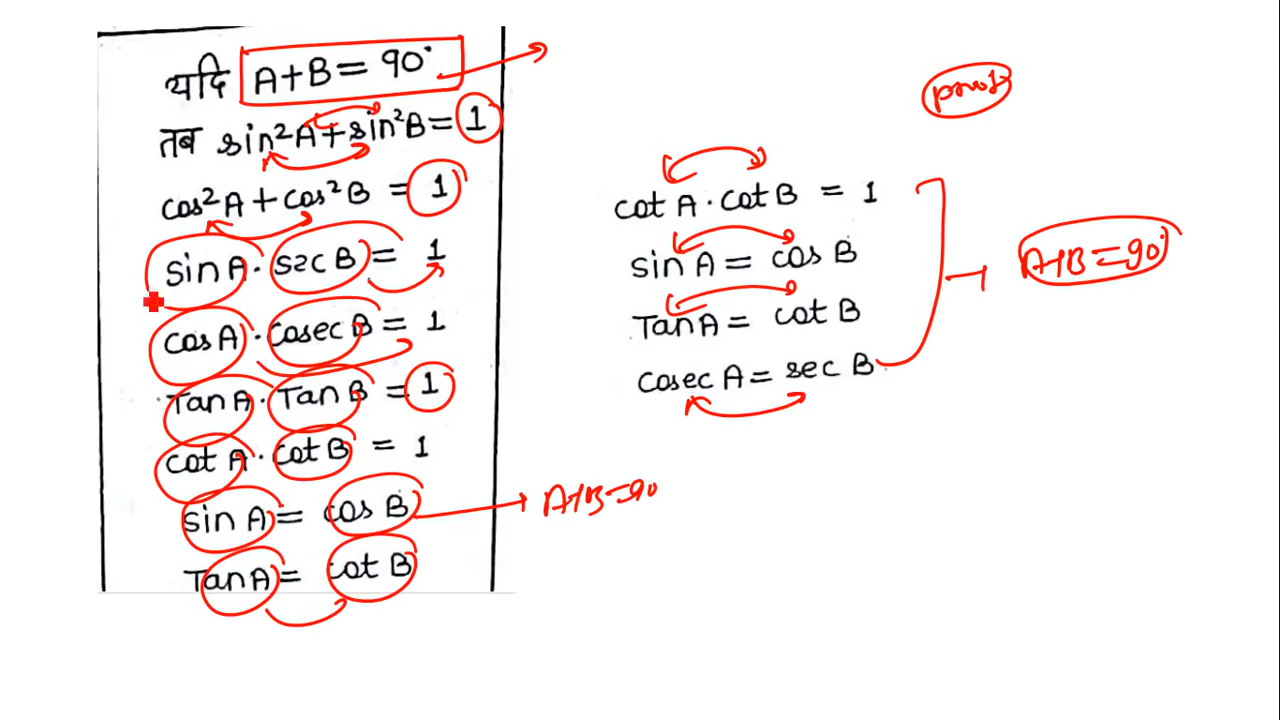 यदि A+B = 90°
तब sin²A + sin²B = 1
cos²A + cos²B = 1
sin A · sec B = 1
cos A · cosec B = 1
Tan A · Tan B = 1
cot A · cot B = 1
sin A = cos B
Tan A = cot B
A+B=90
proof
cot A · cot B = 1
sin A = cos B
Tan A = cot B
cosec A = sec B
A+B=90°